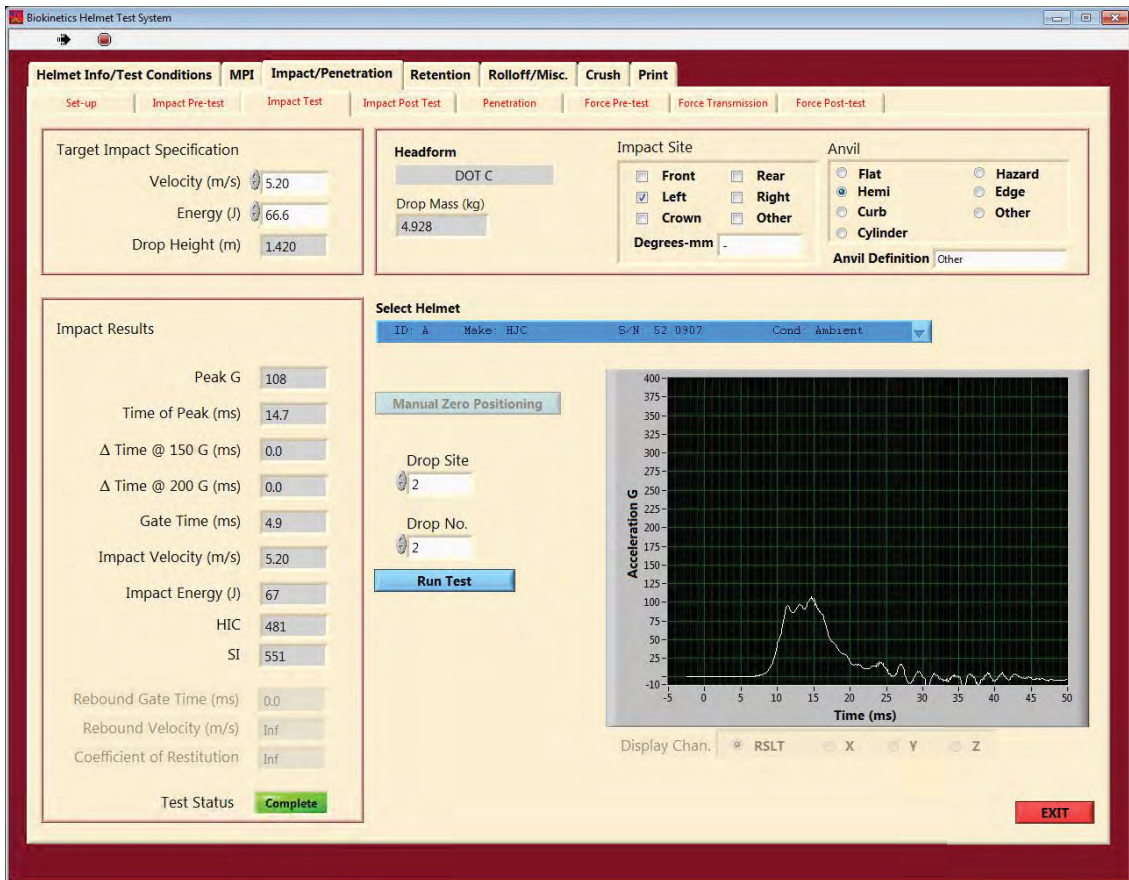 Biokinetics Helmet Test System
Helmet Info/Test Conditions MPI Impact/Penetration Retention Rolloff/Misc. Crush Print
Set-up Impact Pre-test Impact Test Impact Post Test Penetration Force Pre-test Force Transmission Force Post-test
Target Impact Specification
Velocity (m/s) 5.20
Energy (J) 66.6
Drop Height (m) 1.420
Headform
DOT C
Drop Mass (kg)
4.928
Impact Site
Front Rear
Left Right
Crown Other
Degrees-mm -
Anvil
Flat Hazard
Hemi Edge
Curb Other
Cylinder
Anvil Definition Other
Impact Results
Peak G 108
Time of Peak (ms) 14.7
Δ Time @ 150 G (ms) 0.0
Δ Time @ 200 G (ms) 0.0
Gate Time (ms) 4.9
Impact Velocity (m/s) 5.20
Impact Energy (J) 67
HIC 481
SI 551
Rebound Gate Time (ms) 0.0
Rebound Velocity (m/s) Inf
Coefficient of Restitution Inf
Test Status Complete
Select Helmet
ID: A Make: HJC S/N: 52 0907 Cond: Ambient
Manual Zero Positioning
Drop Site
2
Drop No.
2
Run Test
Acceleration G
400
375
350
325
300
275
250
225
200
175
150
125
100
75
50
25
-10
-5 0 5 10 15 20 25 30 35 40 45 50
Time (ms)
Display Chan. RSLT X Y Z
EXIT